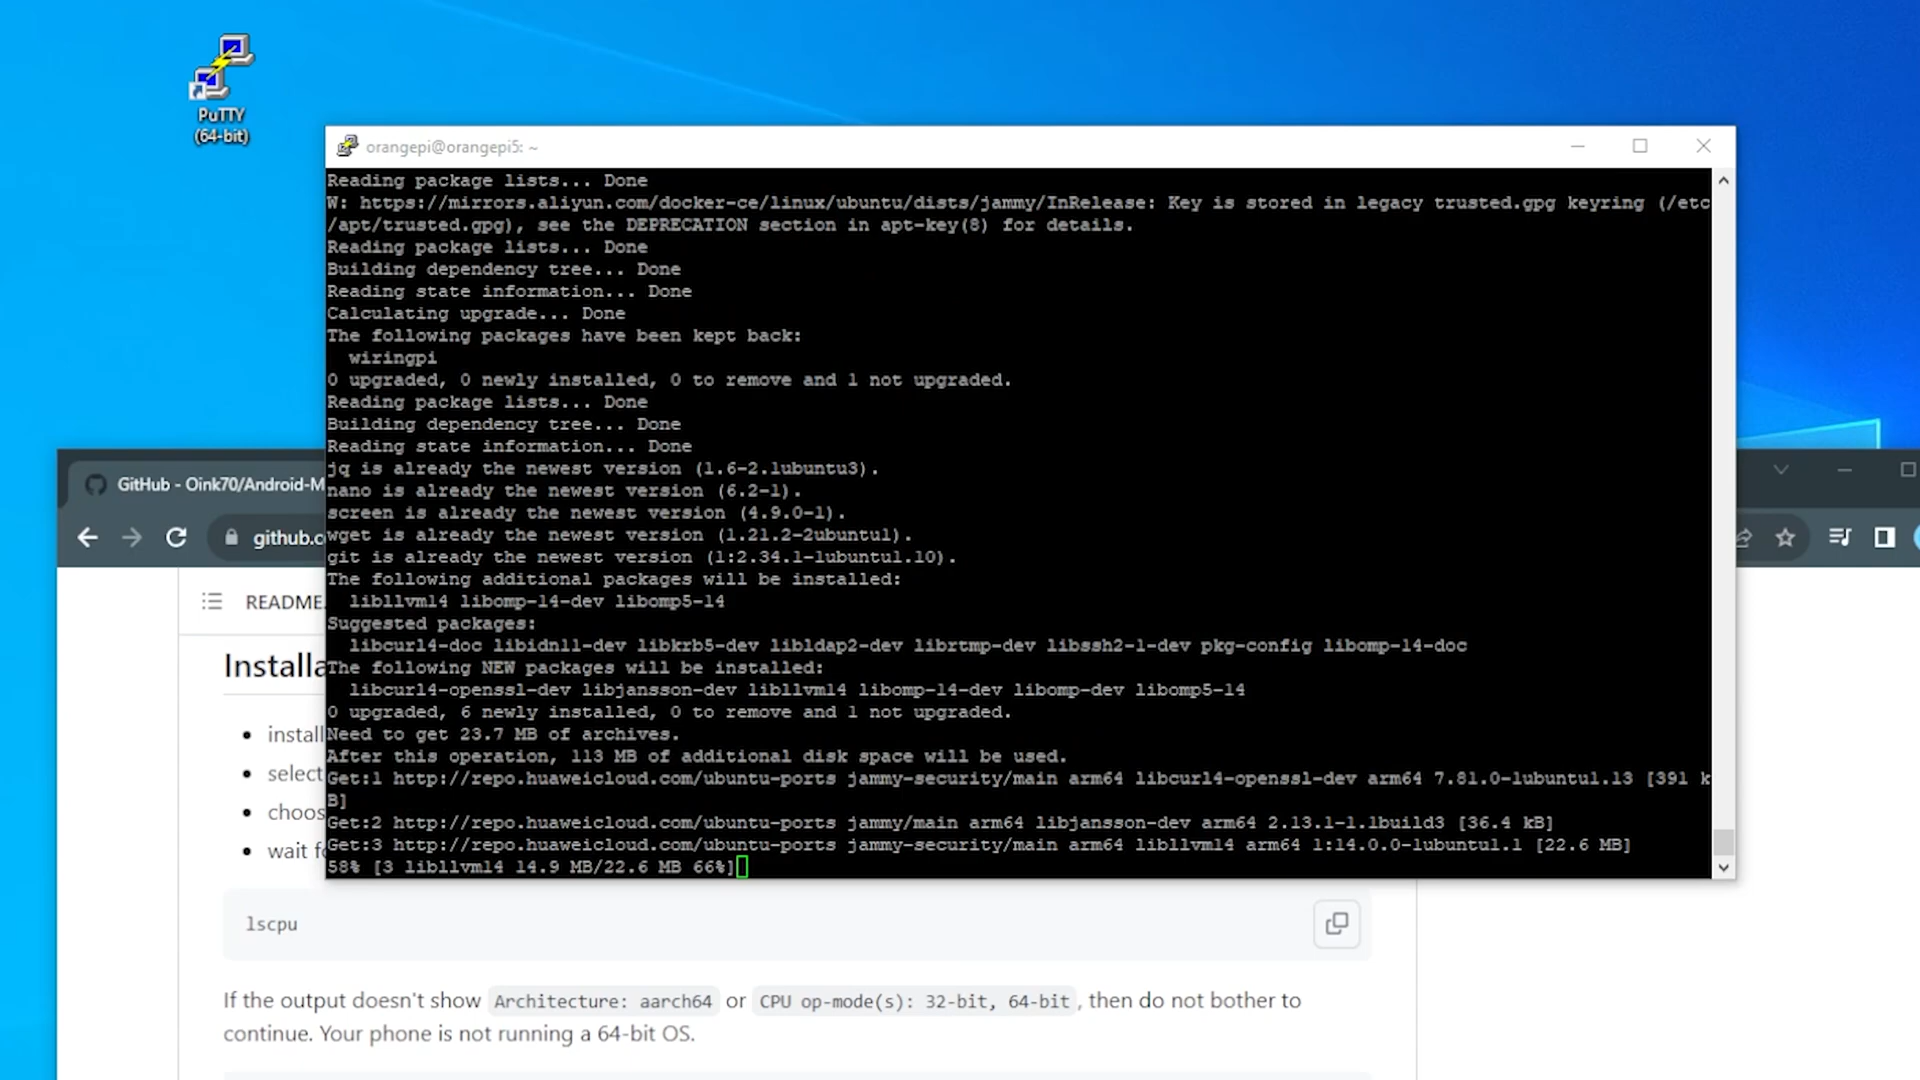 PuTTY
(64-bit)
orangepi@orangepi5: ~
Reading package lists... Done
W: https://mirrors.aliyun.com/docker-ce/linux/ubuntu/dists/jammy/InRelease: Key is stored in legacy trusted.gpg keyring (/etc
/apt/trusted.gpg), see the DEPRECATION section in apt-key(8) for details.
Reading package lists... Done
Building dependency tree... Done
Reading state information... Done
Calculating upgrade... Done
The following packages have been kept back:
wiringpi
0 upgraded, 0 newly installed, 0 to remove and 1 not upgraded.
Reading package lists... Done
Building dependency tree... Done
Reading state information... Done
jq is already the newest version (1.6-2.1ubuntu3).
nano is already the newest version (6.2-1).
screen is already the newest version (4.9.0-1).
wget is already the newest version (1.21.2-2ubuntu1).
git is already the newest version (1:2.34.1-1ubuntu1.10).
The following additional packages will be installed:
libllvm14 libomp-14-dev libomp5-14
Suggested packages:
libcurl4-doc libidn11-dev libkrb5-dev libldap2-dev librtmp-dev libssh2-1-dev pkg-config libomp-14-doc
The following NEW packages will be installed:
libcurl4-openssl-dev libjansson-dev libllvm14 libomp-14-dev libomp-dev libomp5-14
0 upgraded, 6 newly installed, 0 to remove and 1 not upgraded.
Need to get 23.7 MB of archives.
After this operation, 113 MB of additional disk space will be used.
Get:1 http://repo.huaweicloud.com/ubuntu-ports jammy-security/main arm64 libcurl4-openssl-dev arm64 7.81.0-1ubuntu1.13 [391 k
B]
Get:2 http://repo.huaweicloud.com/ubuntu-ports jammy/main arm64 libjansson-dev arm64 2.13.1-1.1build3 [36.4 kB]
Get:3 http://repo.huaweicloud.com/ubuntu-ports jammy-security/main arm64 libllvm14 arm64 1:14.0.0-1ubuntu1.1 [22.6 MB]
58% [3 libllvm14 14.9 MB/22.6 MB 66%]
GitHub - Oink70/Android-M
github.c
README.
Installa
install
select
choos
wait fo
lscpu
If the output doesn't show Architecture: aarch64 or CPU op-mode(s): 32-bit, 64-bit, then do not bother to
continue. Your phone is not running a 64-bit OS.